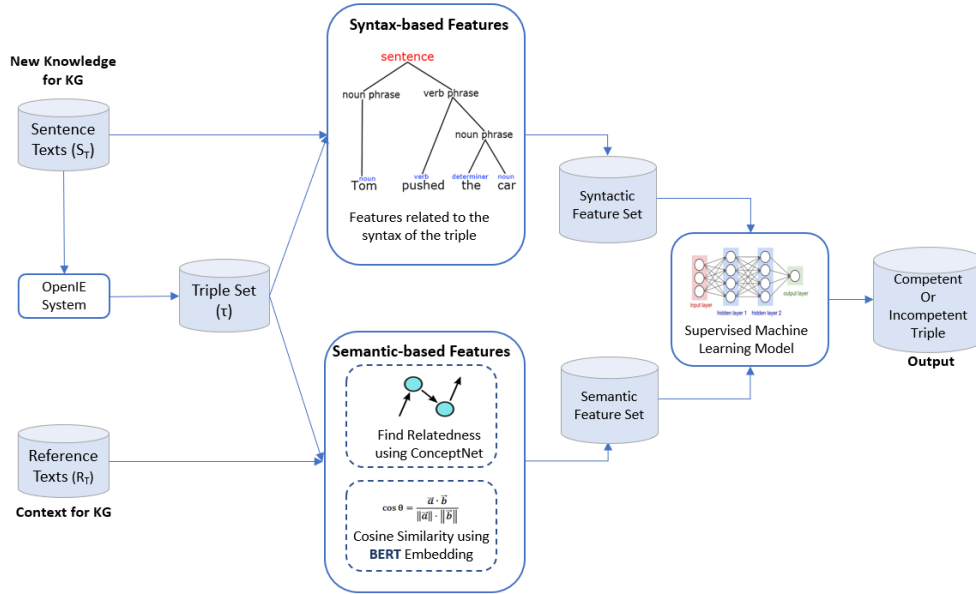 New Knowledge
for KG
Sentence
Texts (S_T)
OpenIE
System
Triple Set
(τ)
Reference
Texts (R_T)
Context for KG
Syntax-based Features
sentence
noun phrase
verb phrase
noun phrase
noun
verb
determiner
noun
Tom
pushed
the
car
Features related to the
syntax of the triple
Semantic-based Features
Find Relatedness
using ConceptNet
cos θ = a⃗ · b⃗ / ‖a⃗‖ · ‖b⃗‖
Cosine Similarity using
BERT Embedding
Syntactic
Feature Set
Semantic
Feature Set
input layer
hidden layer 1
hidden layer 2
output layer
Supervised Machine
Learning Model
Competent
Or
Incompetent
Triple
Output